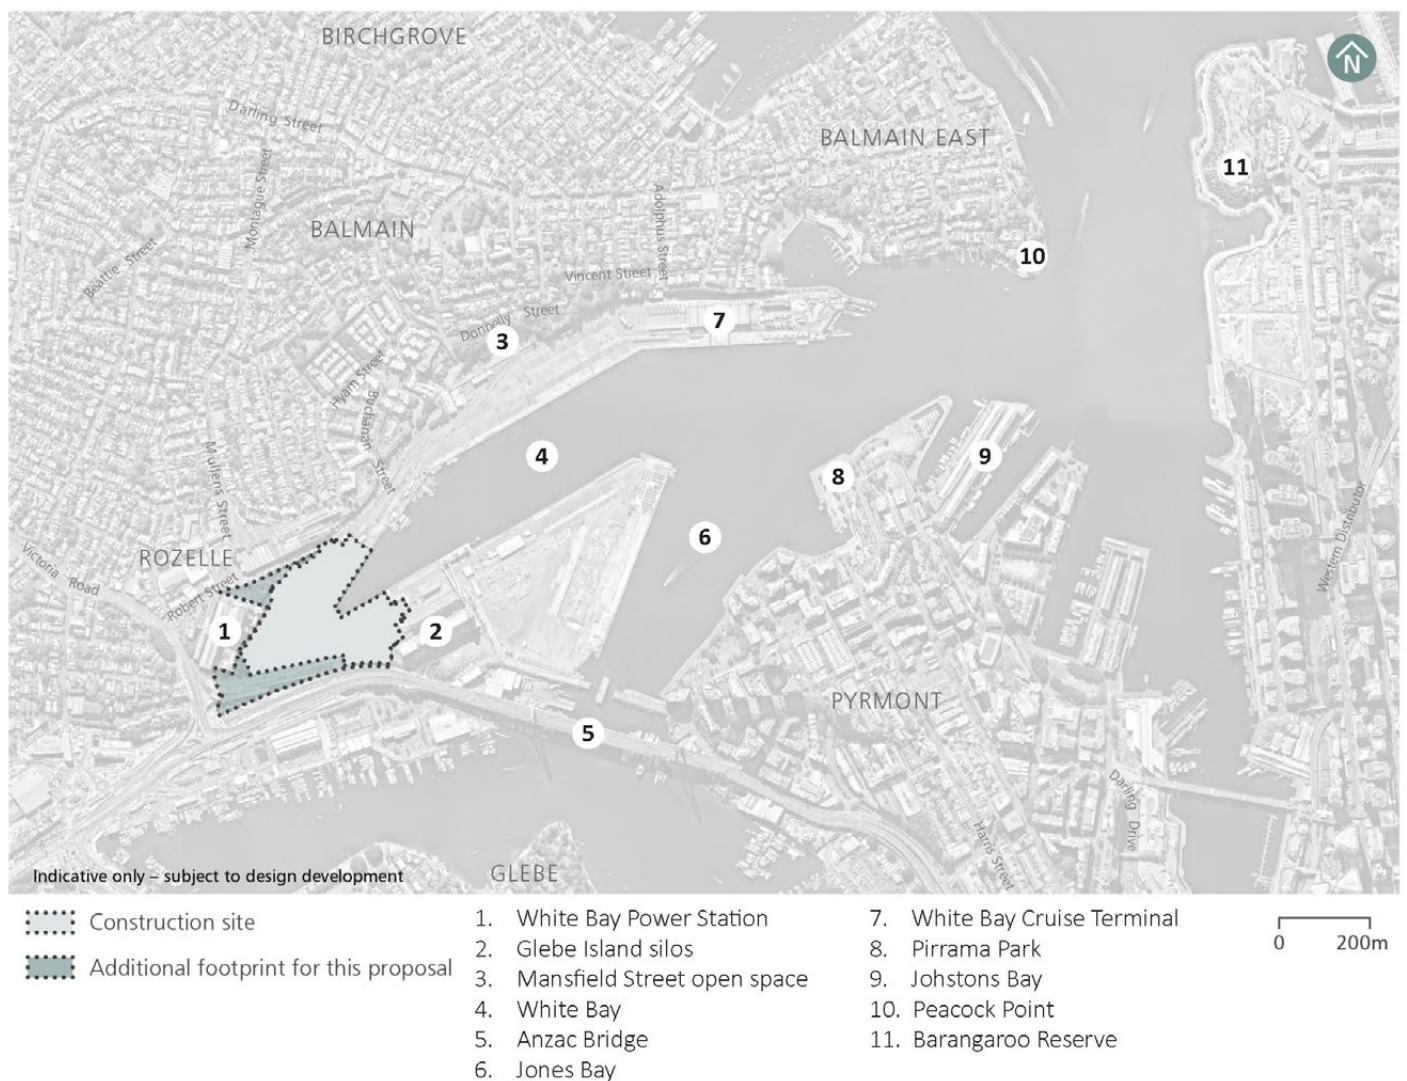 BIRCHGROVE
N
Darling Street
BALMAIN EAST
Montague Street
11
Adolphus Street
BALMAIN
Beattie Street
10
Vincent Street
Donnelly Street
7
3
Hyam Street
Buchanan Street
4
8
9
Mullens Street
6
Western Distributor
ROZELLE
Victoria Road
Robert Street
1
2
PYRMONT
5
Darling Drive
Harris Street
GLEBE
Indicative only – subject to design development
Construction site
Additional footprint for this proposal
1. White Bay Power Station
2. Glebe Island silos
3. Mansfield Street open space
4. White Bay
5. Anzac Bridge
6. Jones Bay
7. White Bay Cruise Terminal
8. Pirrama Park
9. Johstons Bay
10. Peacock Point
11. Barangaroo Reserve
0 200m